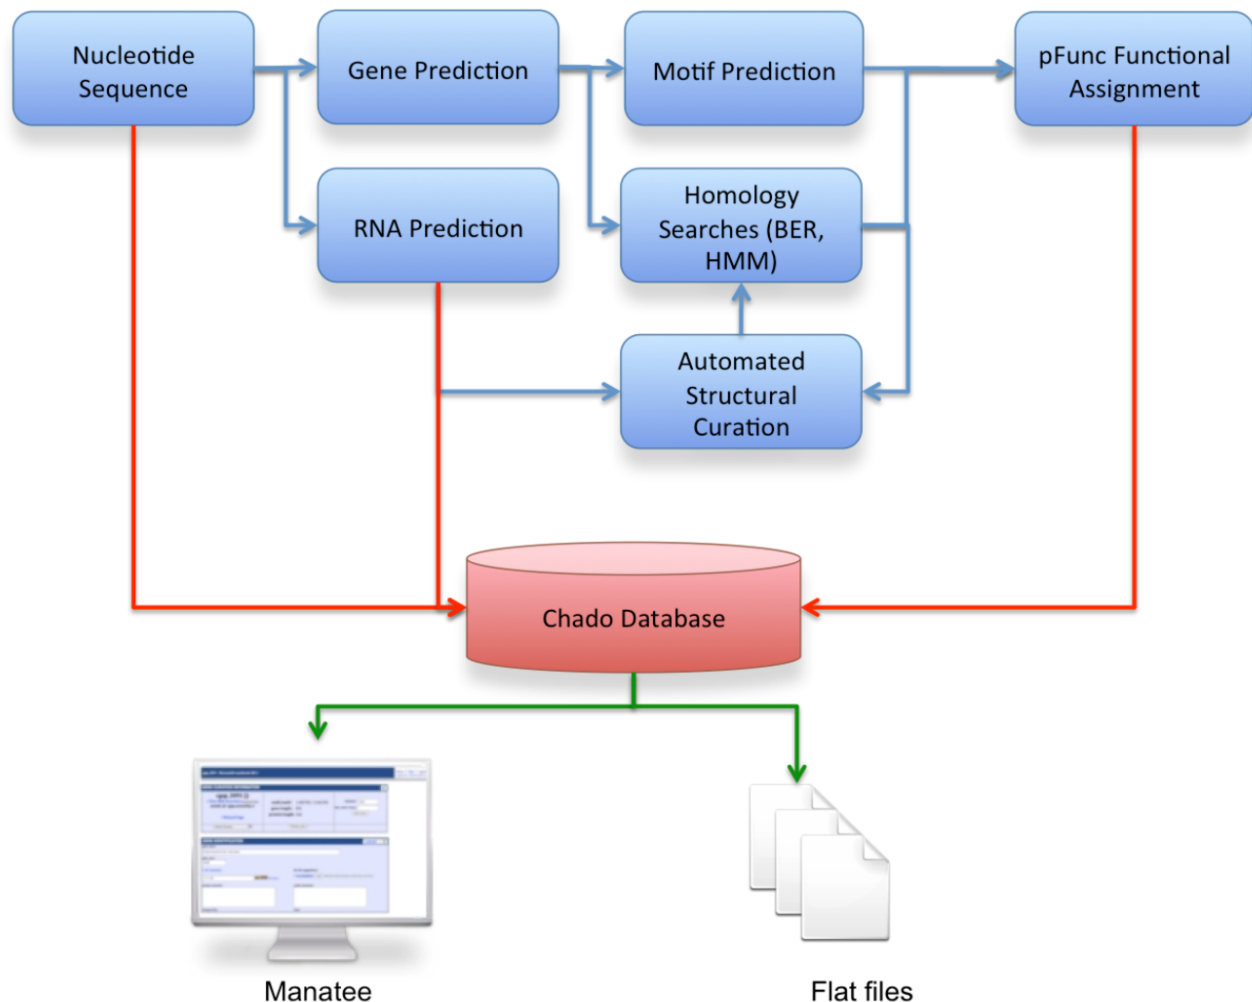 Nucleotide
Sequence
Gene Prediction
Motif Prediction
pFunc Functional
Assignment
RNA Prediction
Homology
Searches (BER,
HMM)
Automated
Structural
Curation
Chado Database
Manatee
Flat files